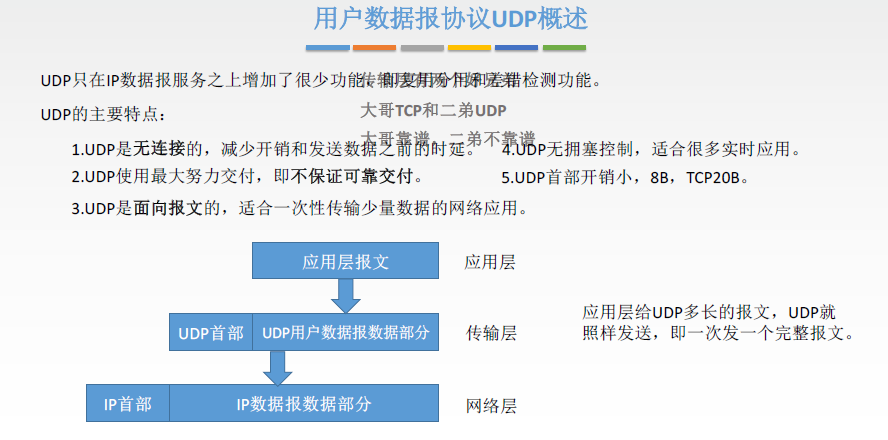 用户数据报协议UDP概述
UDP只在IP数据报服务之上增加了很少功能，即复用分用和差错检测功能。
传输层有两个好兄弟
大哥TCP和二弟UDP
大哥靠谱，二弟不靠谱
UDP的主要特点：
1.UDP是无连接的，减少开销和发送数据之前的时延。
2.UDP使用最大努力交付，即不保证可靠交付。
3.UDP是面向报文的，适合一次性传输少量数据的网络应用。
4.UDP无拥塞控制，适合很多实时应用。
5.UDP首部开销小，8B，TCP20B。
应用层报文
应用层
UDP首部
UDP用户数据报数据部分
传输层
应用层给UDP多长的报文，UDP就
照样发送，即一次发一个完整报文。
IP首部
IP数据报数据部分
网络层